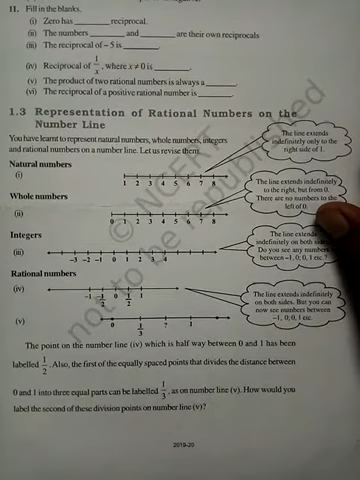 11. Fill in the blanks.
(i) Zero has ________ reciprocal.
(ii) The numbers ________ and ________ are their own reciprocals
(iii) The reciprocal of – 5 is ________.
(iv) Reciprocal of 1/x, where x ≠ 0 is ________.
(v) The product of two rational numbers is always a ________.
(vi) The reciprocal of a positive rational number is ________.
1.3 Representation of Rational Numbers on the
Number Line
You have learnt to represent natural numbers, whole numbers, integers
and rational numbers on a number line. Let us revise them.
The line extends
indefinitely only to the
right side of 1.
Natural numbers
(i)
1 2 3 4 5 6 7 8
The line extends indefinitely
to the right, but from 0.
There are no numbers to the
left of 0.
Whole numbers
(ii)
0 1 2 3 4 5 6 7 8
Integers
The line extends
indefinitely on both sides.
Do you see any numbers
between –1, 0; 0, 1 etc.?
(iii)
–3 –2 –1 0 1 2 3 4
Rational numbers
(iv)
–1 –1/2 0 1/2 1
The line extends indefinitely
on both sides. But you can
now see numbers between
–1, 0; 0, 1 etc.
(v)
0 1/3 ? 1
The point on the number line (iv) which is half way between 0 and 1 has been
labelled 1/2. Also, the first of the equally spaced points that divides the distance between
0 and 1 into three equal parts can be labelled 1/3, as on number line (v). How would you
label the second of these division points on number line (v)?
2019-20
© NCERT
not to be republished